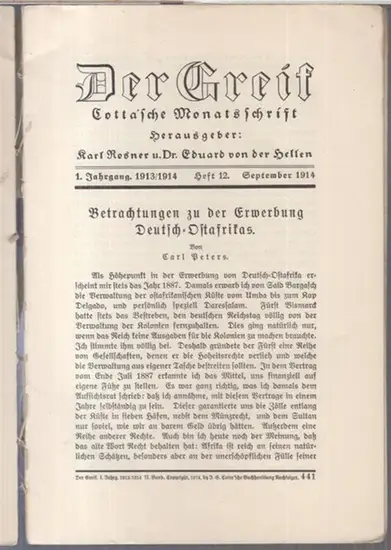 Der Greif
Cotta'sche Monatsschrift
Herausgeber:
Karl Rosner u. Dr. Eduard von der Hellen
1. Jahrgang. 1913/1914 Heft 12. September 1914
Betrachtungen zu der Erwerbung
Deutsch-Ostafrikas.
Von
Carl Peters.
Als Höhepunkt in der Erwerbung von Deutsch-Ostafrika er-
scheint mir stets das Jahr 1887. Damals erwarb ich von Said Bargasch
die Verwaltung der ostafrikanischen Küste vom Umba bis zum Kap
Delgado, und persönlich speziell Daressalam. Fürst Bismarck
hatte stets das Bestreben, den deutschen Reichstag völlig von der
Verwaltung der Kolonien fernzuhalten. Dies ging natürlich nur,
wenn das Reich keine Ausgaben für die Kolonien zu machen brauchte.
Ich stimmte ihm völlig bei. Deshalb gründete der Fürst eine Reihe
von Gesellschaften, denen er die Hoheitsrechte verlieh und welche
die Verwaltung aus eigener Tasche bestreiten sollten. In dem Vertrag
vom Ende Juli 1887 erkannte ich das Mittel, uns finanziell auf
eigene Füße zu stellen. Es war ganz richtig, was ich damals dem
Aufsichtsrat schrieb: daß ich annähme, mit diesem Vertrage in einem
Jahre selbständig zu sein. Dieser garantierte uns die Zölle entlang
der Küste in sieben Häfen, nebst dem Münzrecht, und dem Sultan
nur soviel, wie wir an barem Geld übrig hätten. Außerdem eine
Reihe anderer Rechte. Auch bin ich heute noch der Meinung, daß
das alte Wort Recht behalten hat: Afrika ist reich an seinen natür-
lichen Schätzen, besonders aber an der unerschöpflichen Fülle seiner
Der Greif. 1. Jahrg. 1913/1914 II. Band. Copyright, 1914, by J. G. Cotta'sche Buchhandlung Nachfolger. 441